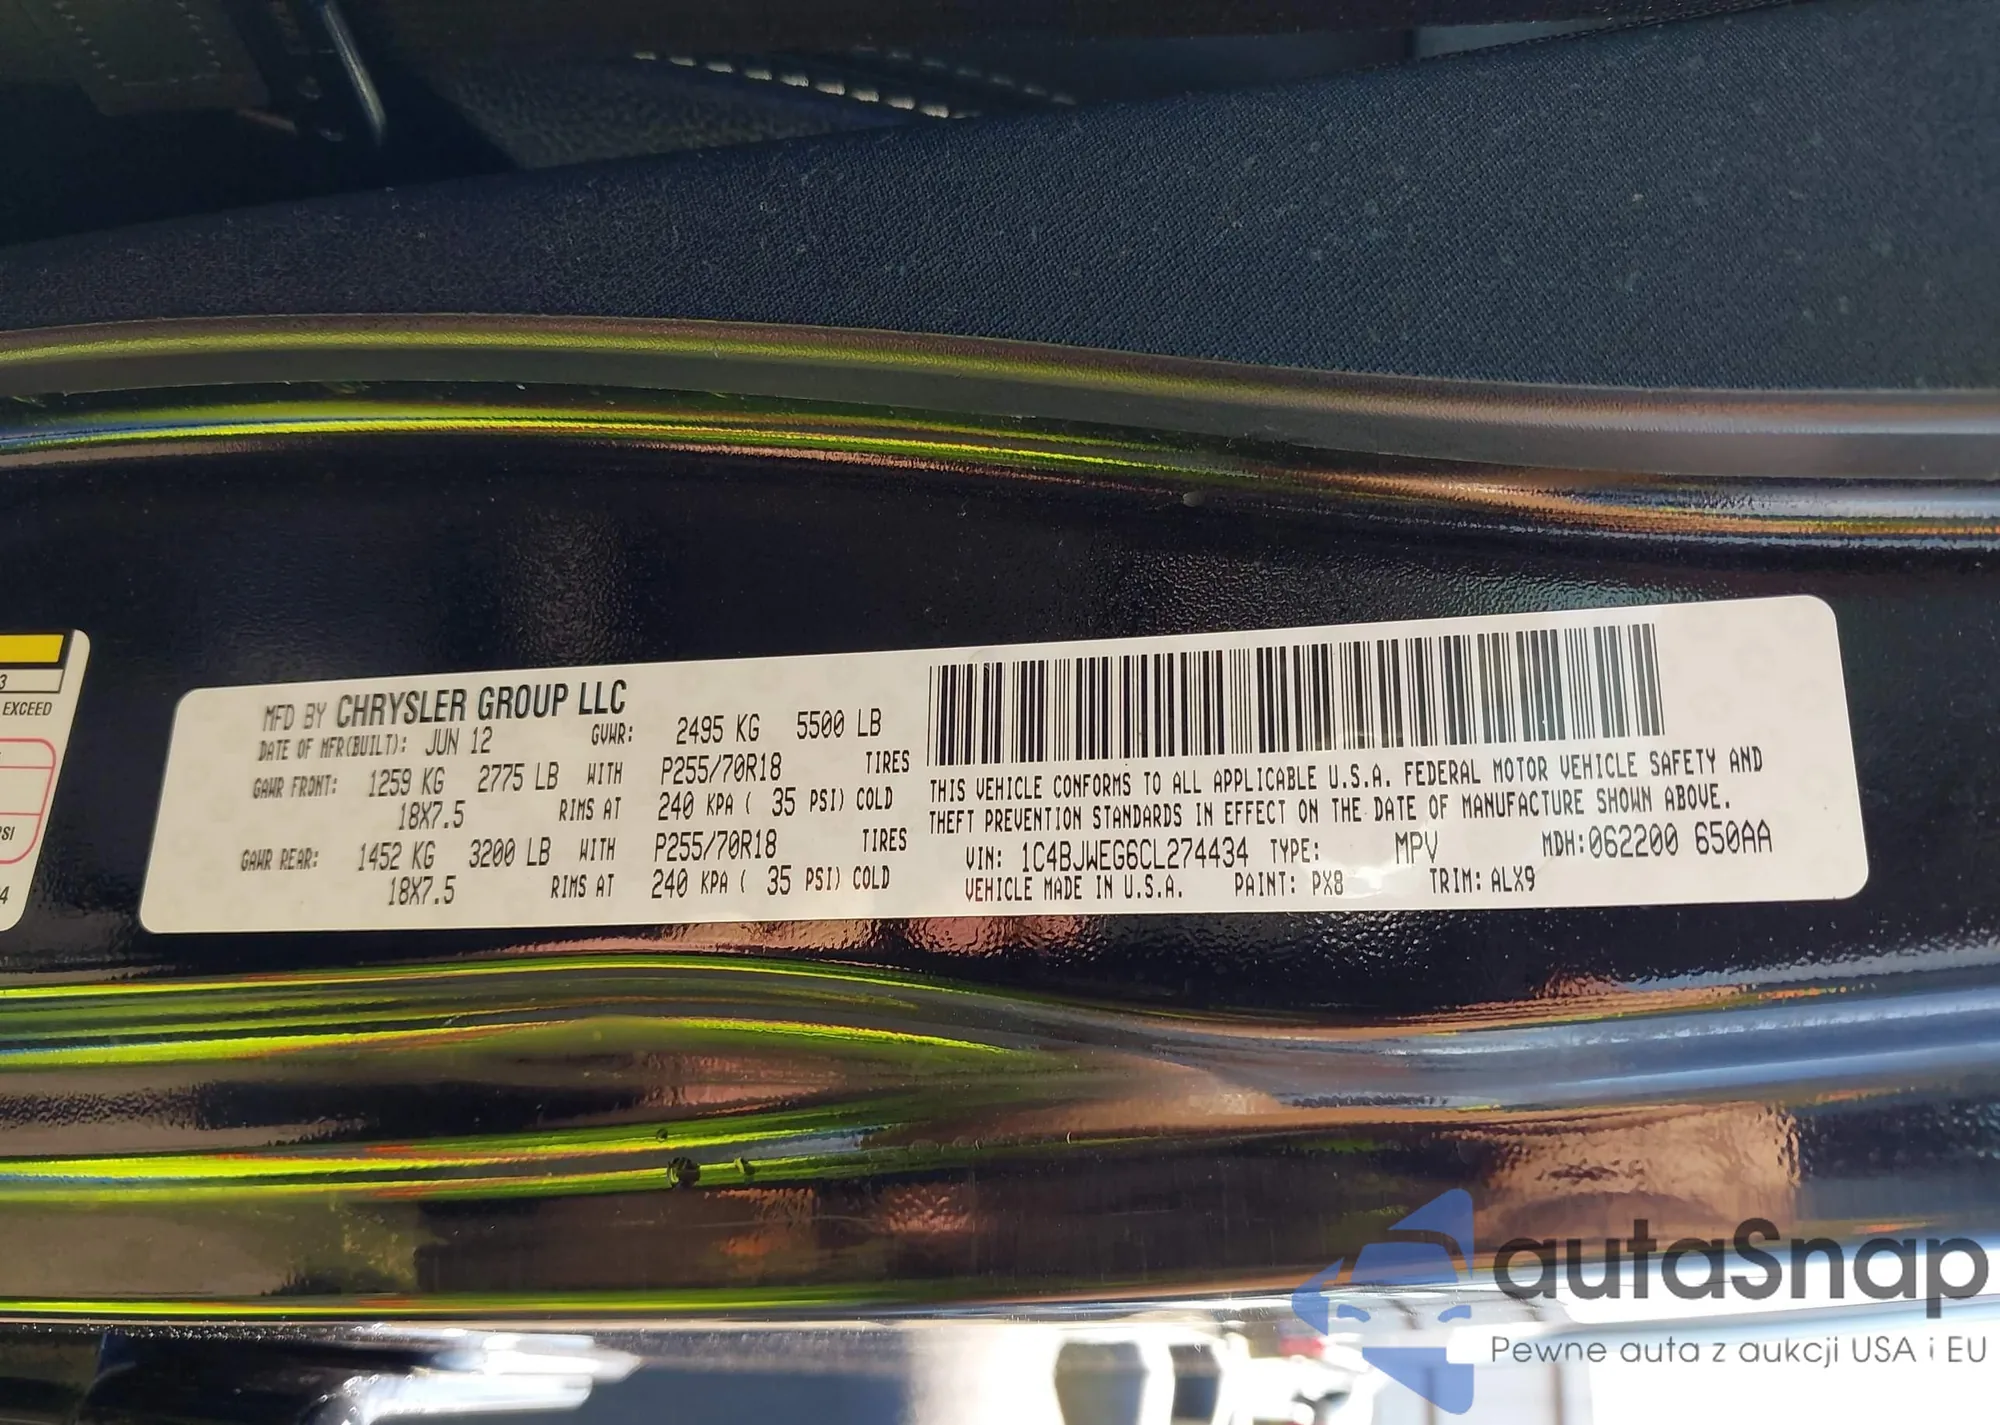 3
EXCEED
PSI
4
MFD BY CHRYSLER GROUP LLC
DATE OF MFR(BUILT): JUN 12 GVWR: 2495 KG 5500 LB
GAWR FRONT: 1259 KG 2775 LB WITH P255/70R18 TIRES
18X7.5 RIMS AT 240 KPA ( 35 PSI) COLD
GAWR REAR: 1452 KG 3200 LB WITH P255/70R18 TIRES
18X7.5 RIMS AT 240 KPA ( 35 PSI) COLD
THIS VEHICLE CONFORMS TO ALL APPLICABLE U.S.A. FEDERAL MOTOR VEHICLE SAFETY AND
THEFT PREVENTION STANDARDS IN EFFECT ON THE DATE OF MANUFACTURE SHOWN ABOVE.
VIN: 1C4BJWEG6CL274434 TYPE: MPV MDH:062200 650AA
VEHICLE MADE IN U.S.A. PAINT: PX8 TRIM: ALX9
autaSnap
Pewne auta z aukcji USA i EU